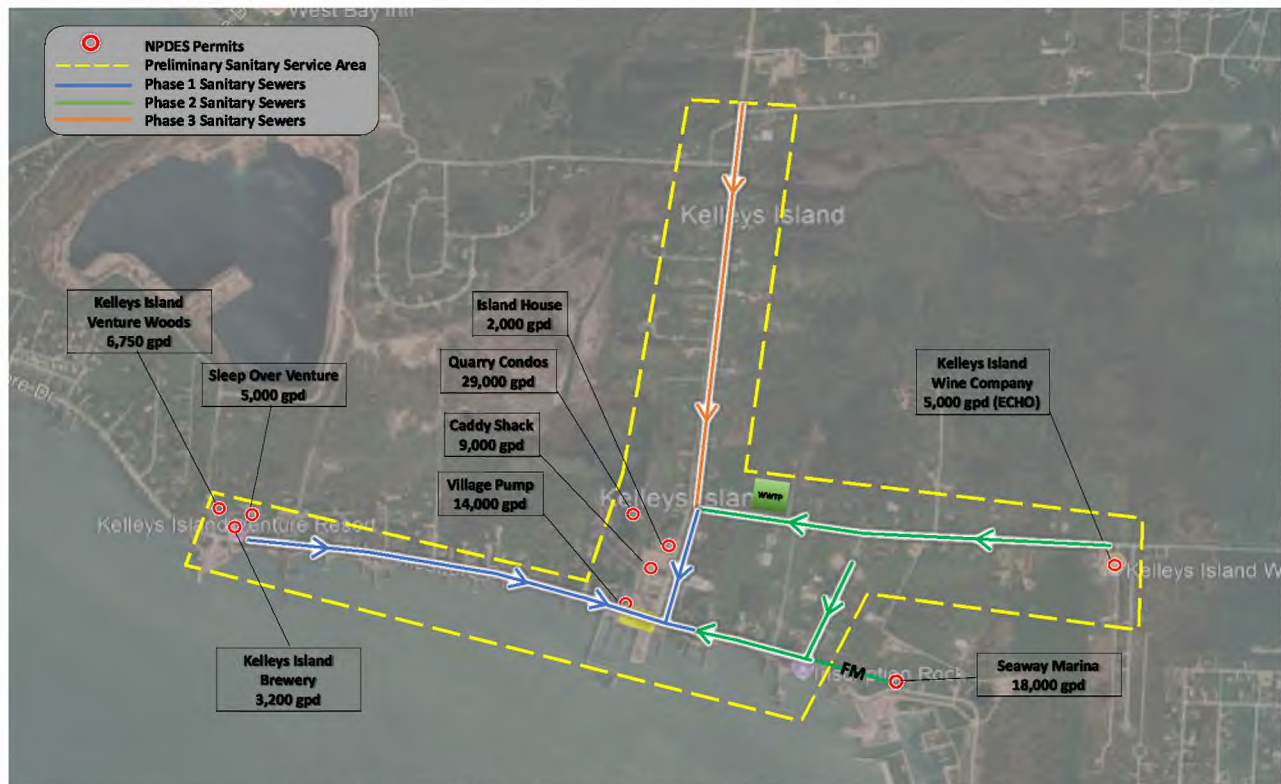 West Bay Inn
NPDES Permits
Preliminary Sanitary Service Area
Phase 1 Sanitary Sewers
Phase 2 Sanitary Sewers
Phase 3 Sanitary Sewers
Kelleys Island
Kelleys Island
Venture Woods
6,750 gpd
Sleep Over Venture
5,000 gpd
Island House
2,000 gpd
Quarry Condos
29,000 gpd
Caddy Shack
9,000 gpd
Village Pump
14,000 gpd
Kelleys Island
Wine Company
5,000 gpd (ECHO)
WWTP
Kelleys Island
Kelleys Island Venture Resort
Kelleys Island W
FM
Kelleys Island
Brewery
3,200 gpd
Seaway Marina
18,000 gpd